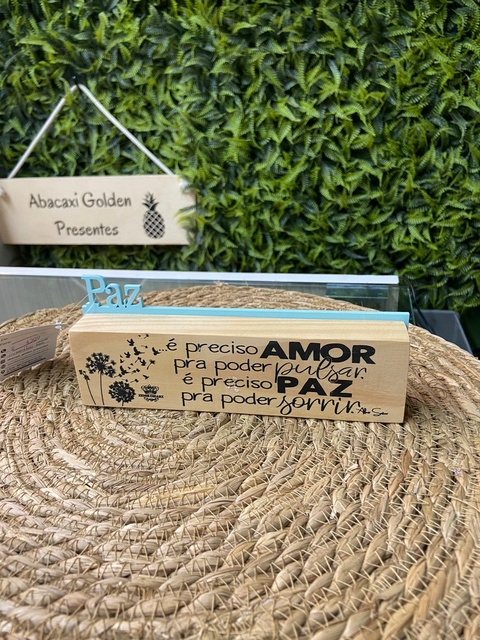 Abacaxi Golden
Presentes
Paz
é preciso AMOR
pra poder pulsar
é preciso PAZ
pra poder sorrir